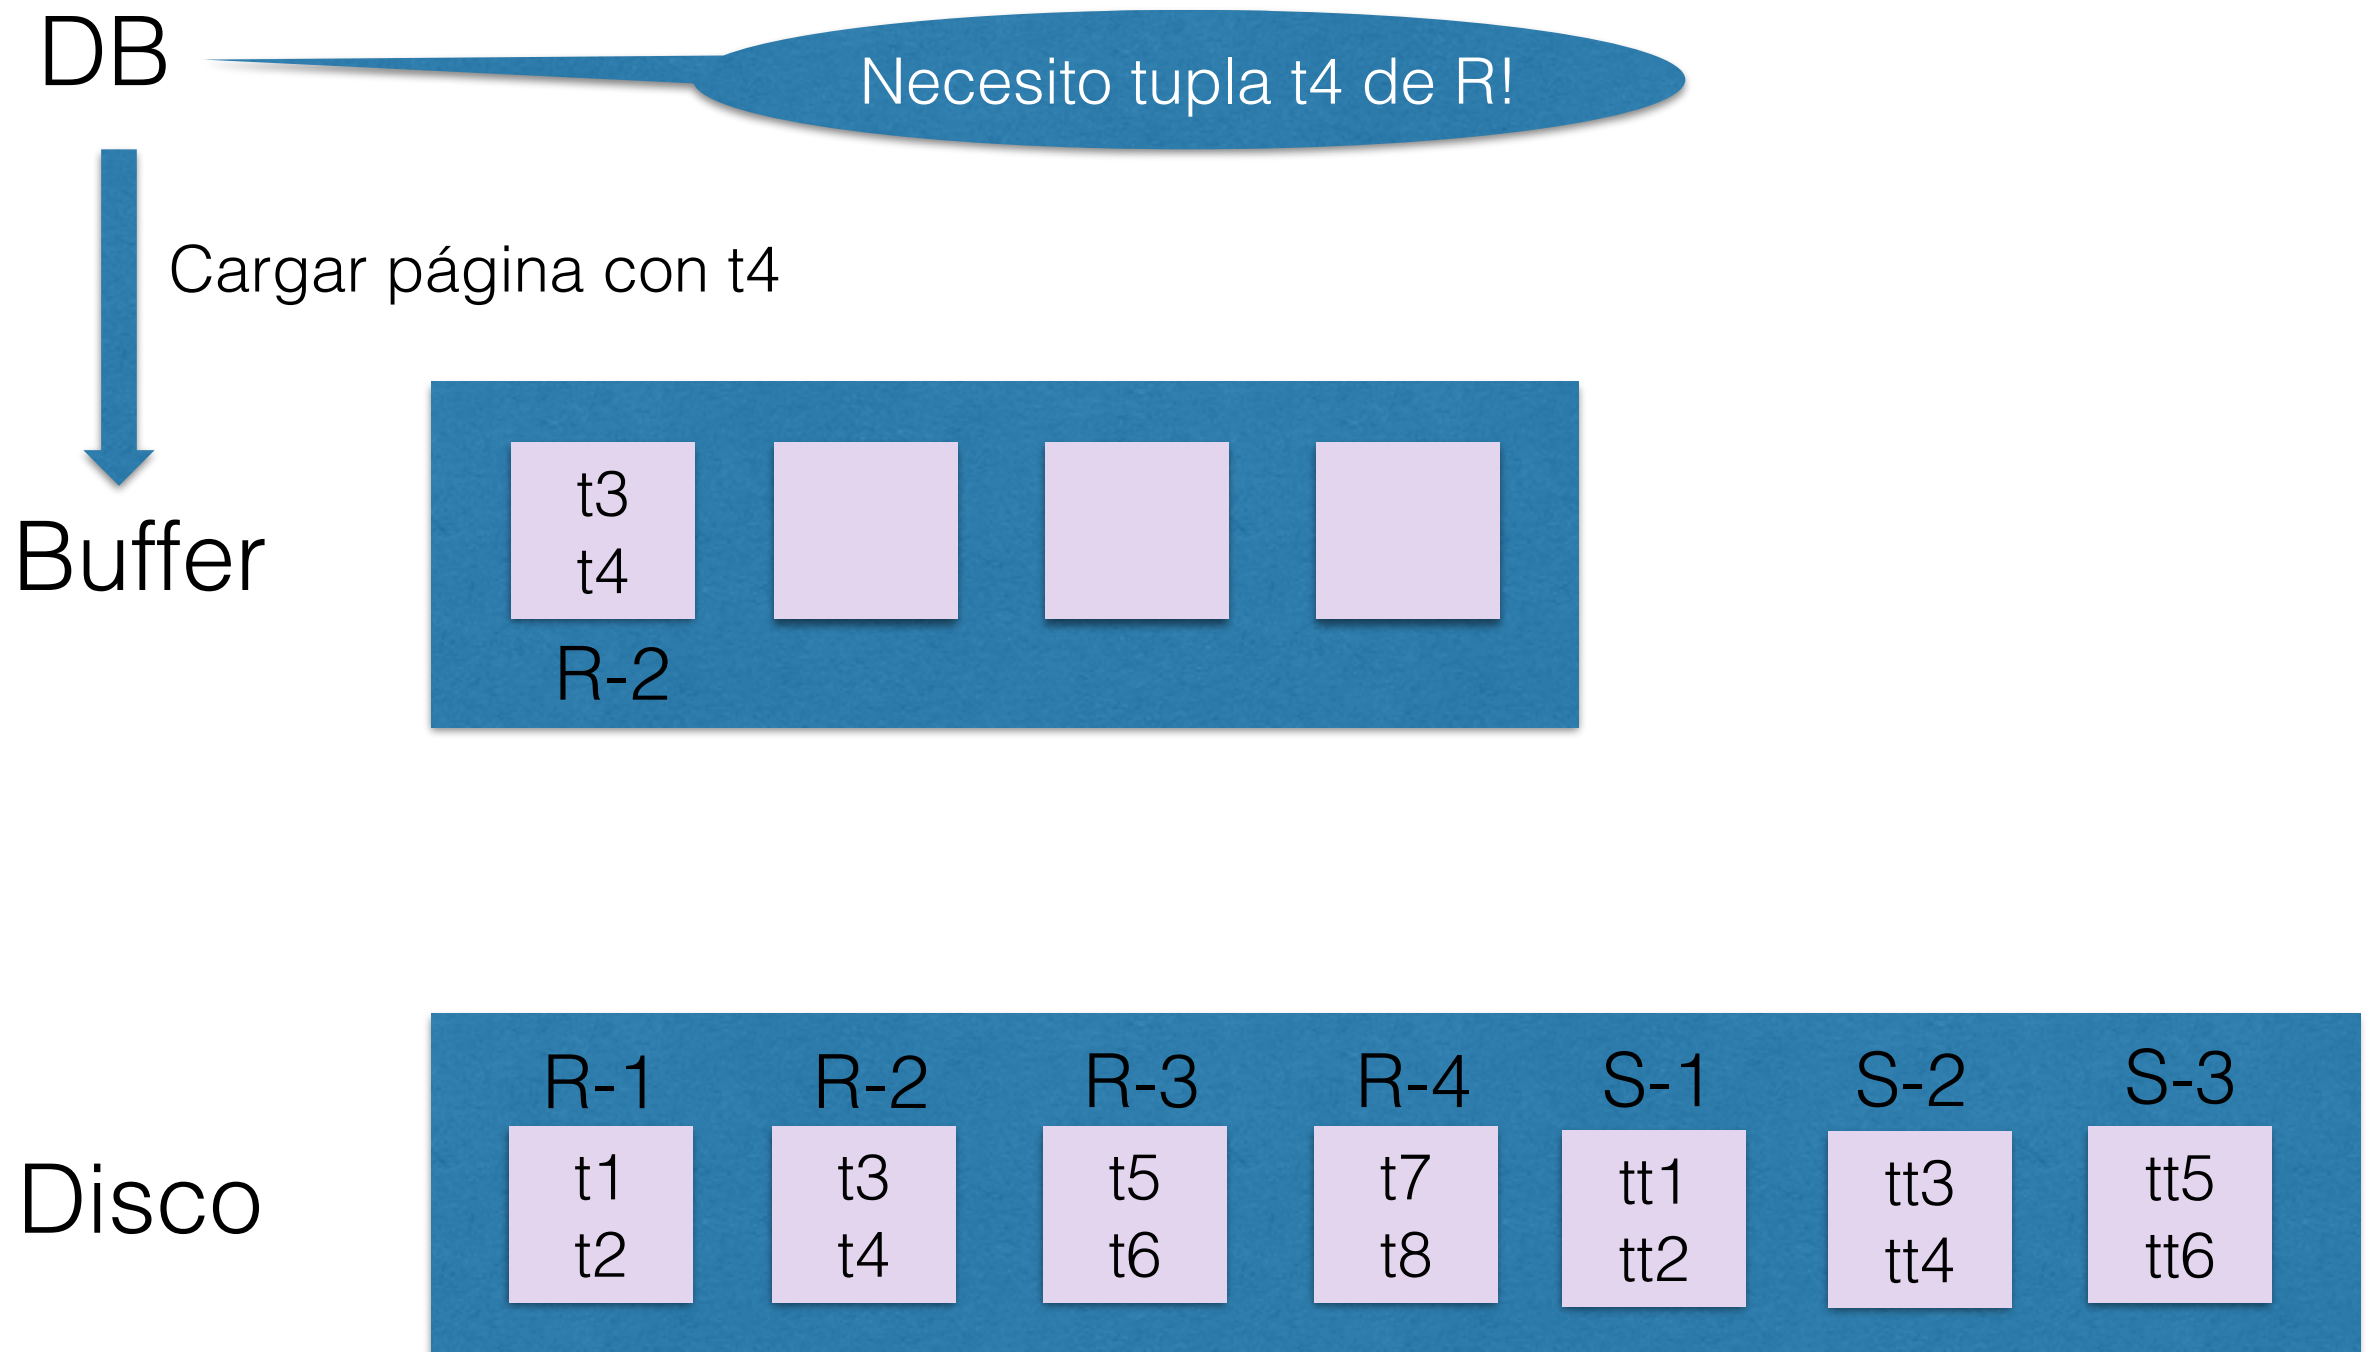 DB
Necesito tupla t4 de R!
Cargar página con t4
Buffer
t3
t4
R-2
Disco
R-1
t1
t2
R-2
t3
t4
R-3
t5
t6
R-4
t7
t8
S-1
tt1
tt2
S-2
tt3
tt4
S-3
tt5
tt6